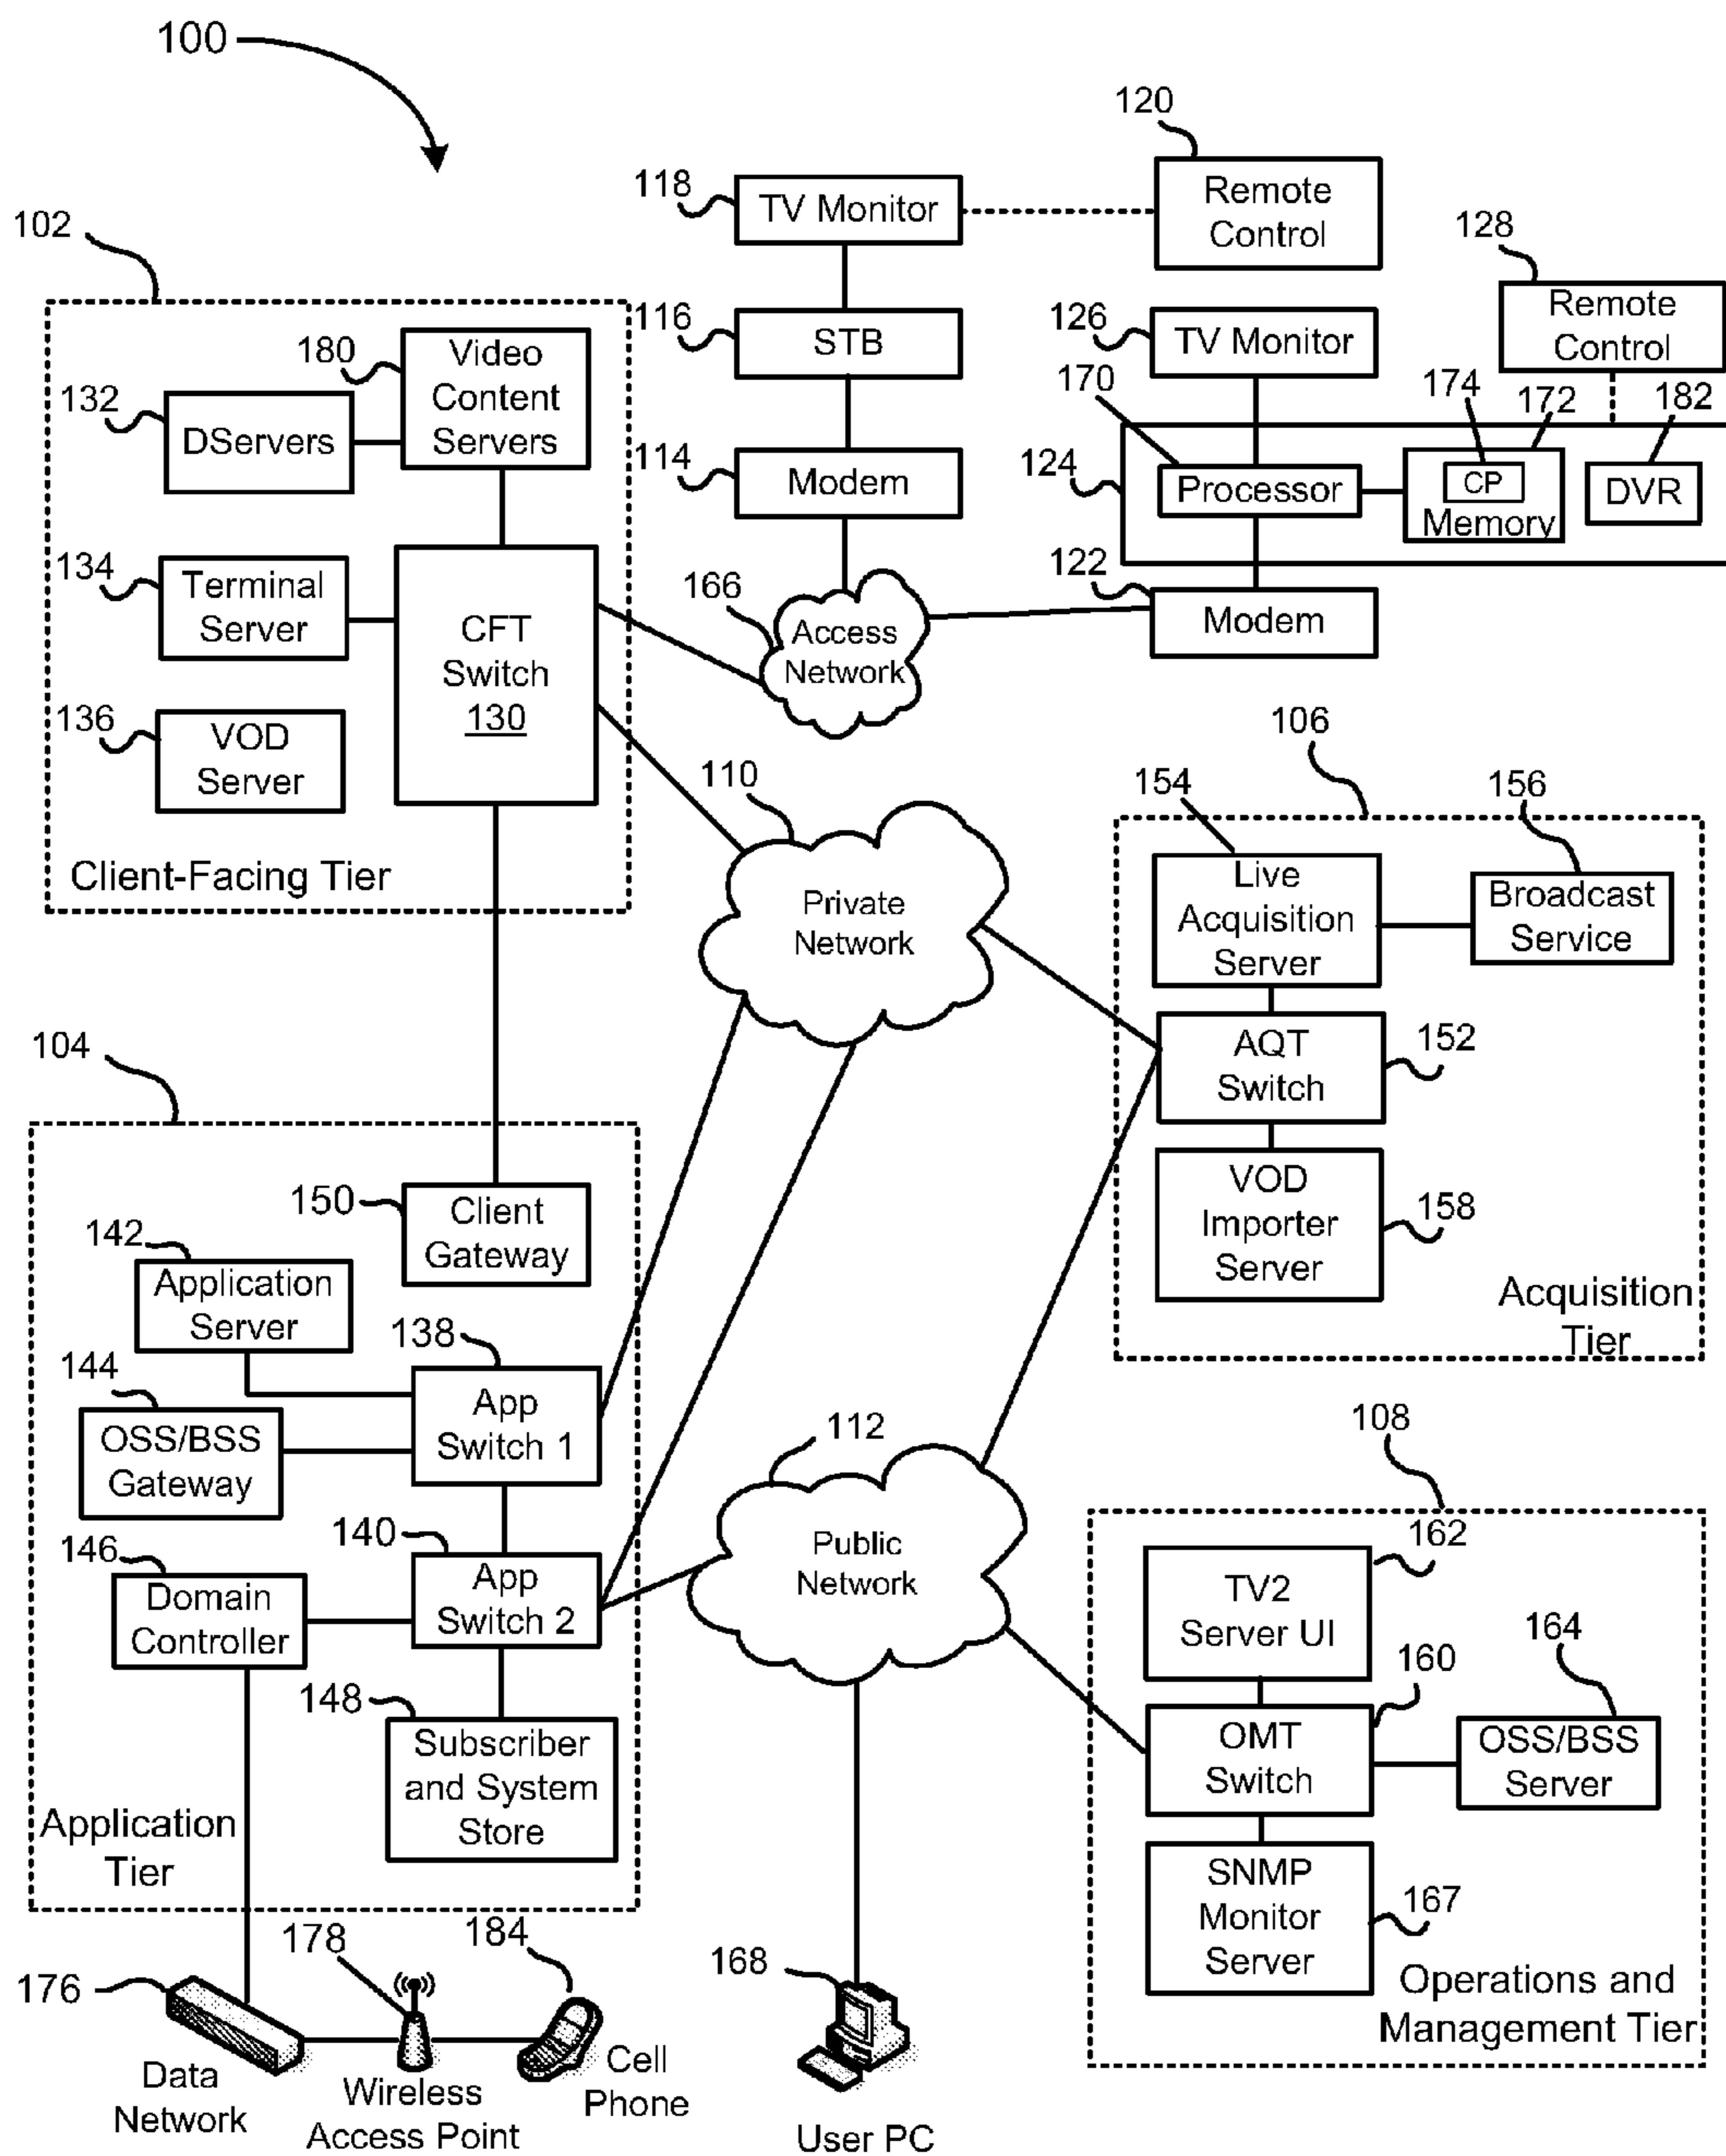 100
120
118
TV Monitor
Remote
Control
102
128
Remote
Control
116
STB
126
TV Monitor
180
Video
Content
Servers
132
DServers
170
174
172
182
114
Modem
124
Processor
CP
Memory
DVR
134
Terminal
Server
CFT
Switch
130
166
Access
Network
122
Modem
136
VOD
Server
Client-Facing Tier
110
Private
Network
106
154
156
Live
Acquisition
Server
Broadcast
Service
104
AQT
Switch
152
VOD
Importer
Server
158
Acquisition
Tier
150
Client
Gateway
142
Application
Server
138
144
OSS/BSS
Gateway
App
Switch 1
112
Public
Network
108
140
146
Domain
Controller
App
Switch 2
162
TV2
Server UI
164
160
OMT
Switch
OSS/BSS
Server
148
Subscriber
and System
Store
Application
Tier
SNMP
Monitor
Server
167
Operations and
Management Tier
176
178
184
168
Data
Network
Wireless
Access Point
Cell
Phone
User PC